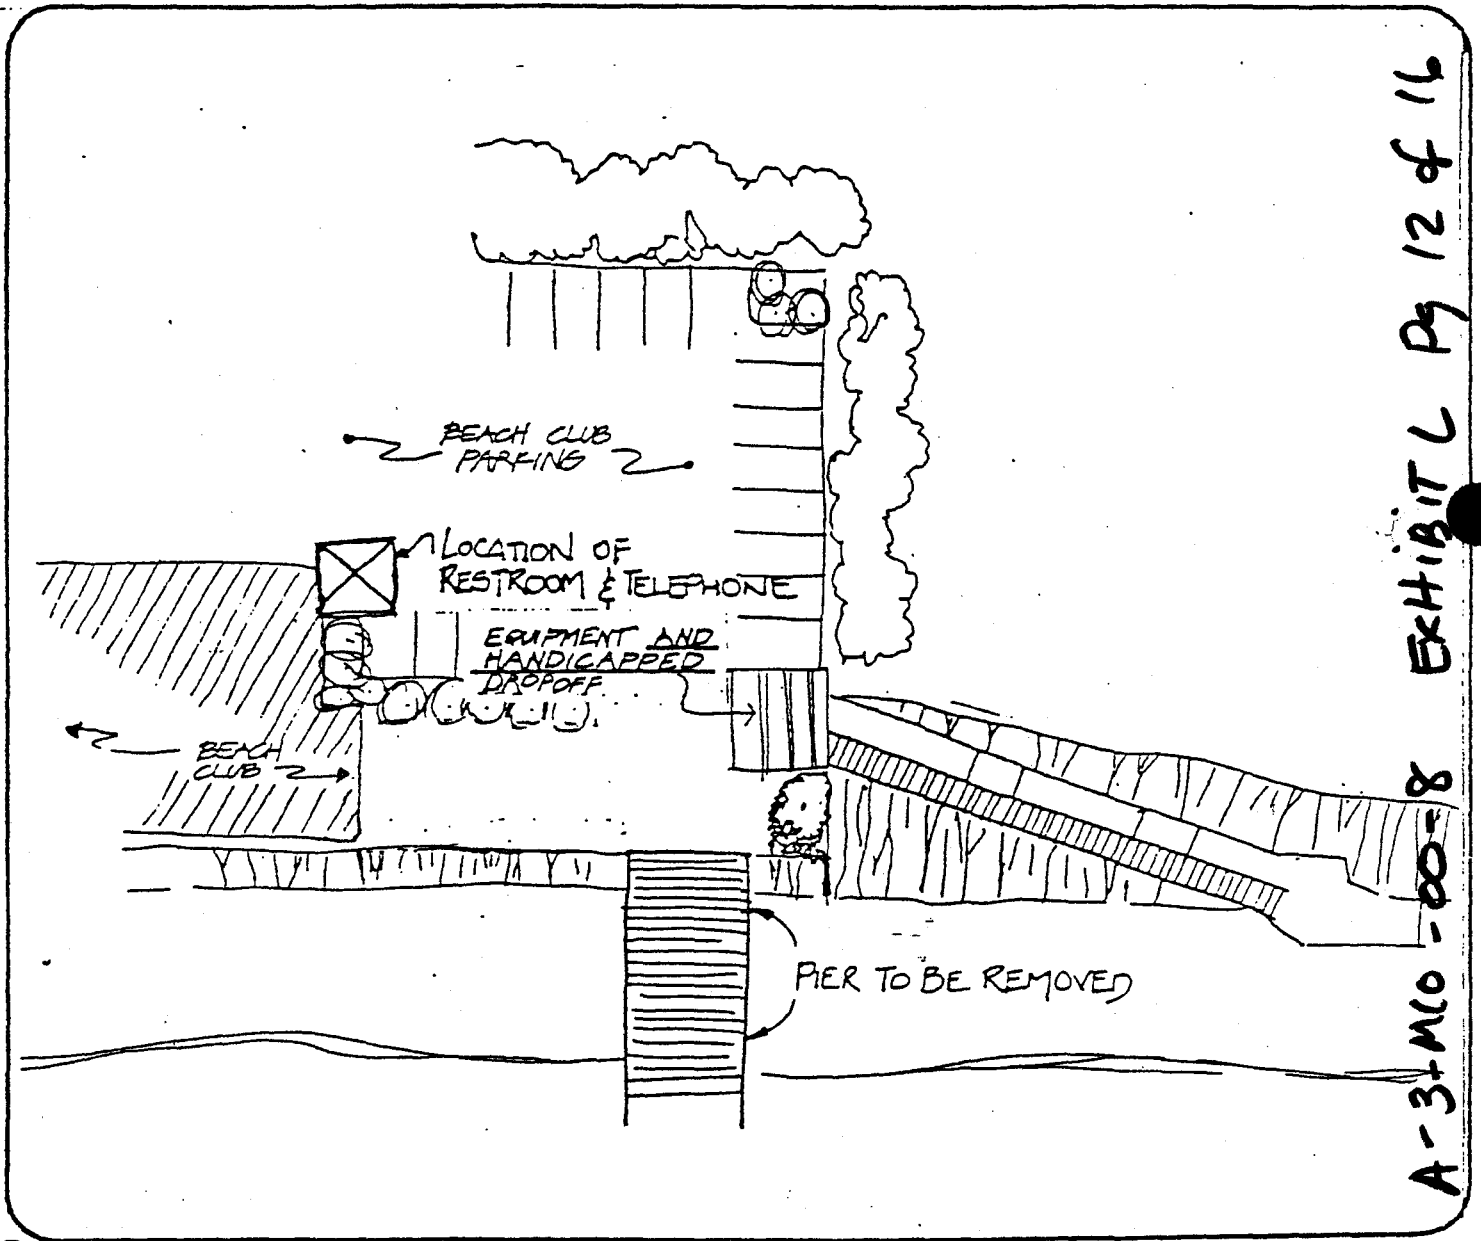 BEACH CLUB
PARKING
LOCATION OF
RESTROOM & TELEPHONE
EQUIPMENT AND
HANDICAPPED
DROPOFF
BEACH
CLUB
PIER TO BE REMOVED
A-3-MCO-00-8 EXHIBIT L Pg 12 of 16